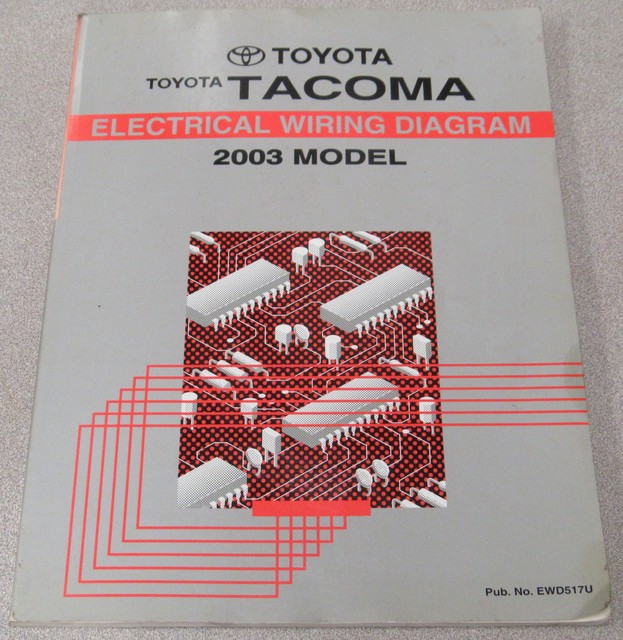 TOYOTA
TOYOTA TACOMA
ELECTRICAL WIRING DIAGRAM
2003 MODEL
Pub. No. EWD517U